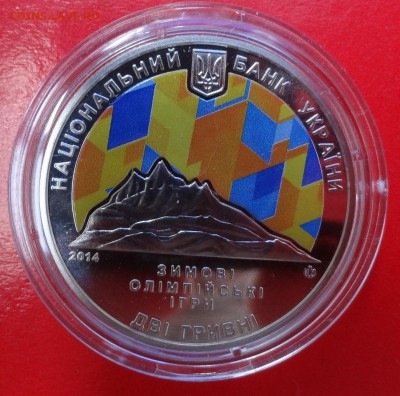 НАЦІОНАЛЬНИЙ БАНК УКРАЇНИ
2014
ЗИМОВІ
ОЛІМПІЙСЬКІ
ІГРИ
ДВІ ГРИВНІ